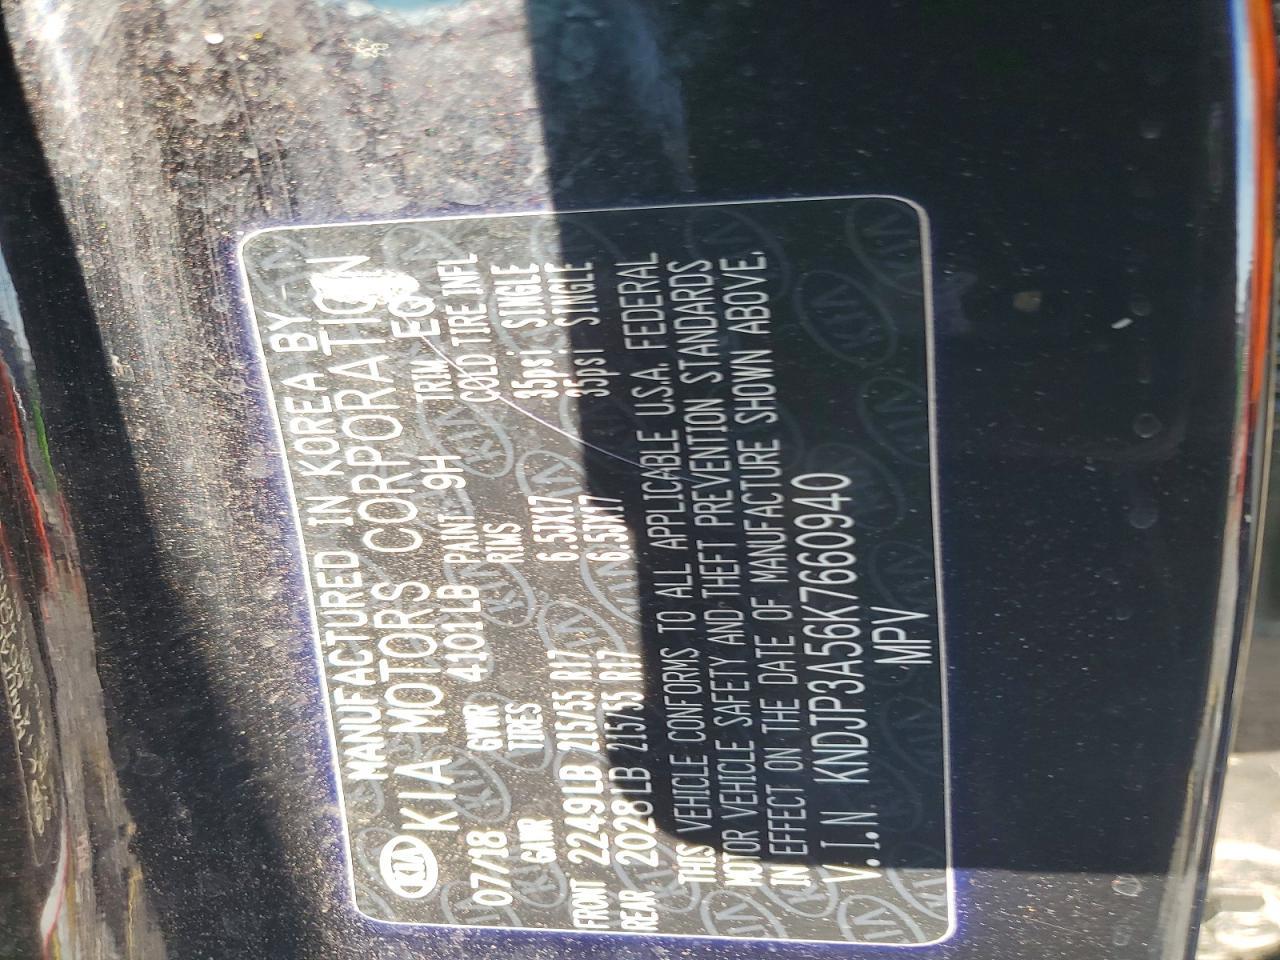 MANUFACTURED IN KOREA BY
KIA KIA MOTORS CORPORATION
07/18 GVWR 4101LB PAINT 9H TRIM EQ
GAWR TIRES RIMS COLD TIRE INFL
FRONT 2249LB 215/55 R17 6.5JX17 35psi SINGLE
REAR 2028LB 215/55 R17 6.5JX17 35psi SINGLE
THIS VEHICLE CONFORMS TO ALL APPLICABLE U.S.A. FEDERAL
MOTOR VEHICLE SAFETY AND THEFT PREVENTION STANDARDS
IN EFFECT ON THE DATE OF MANUFACTURE SHOWN ABOVE.
V.I.N KNDJP3A56K7660940
MPV